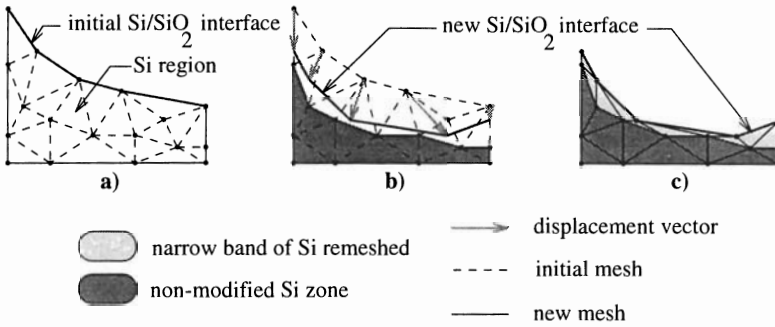 initial Si/SiO2 interface
Si region
new Si/SiO2 interface
a)
b)
c)
narrow band of Si remeshed
non-modified Si zone
displacement vector
initial mesh
new mesh